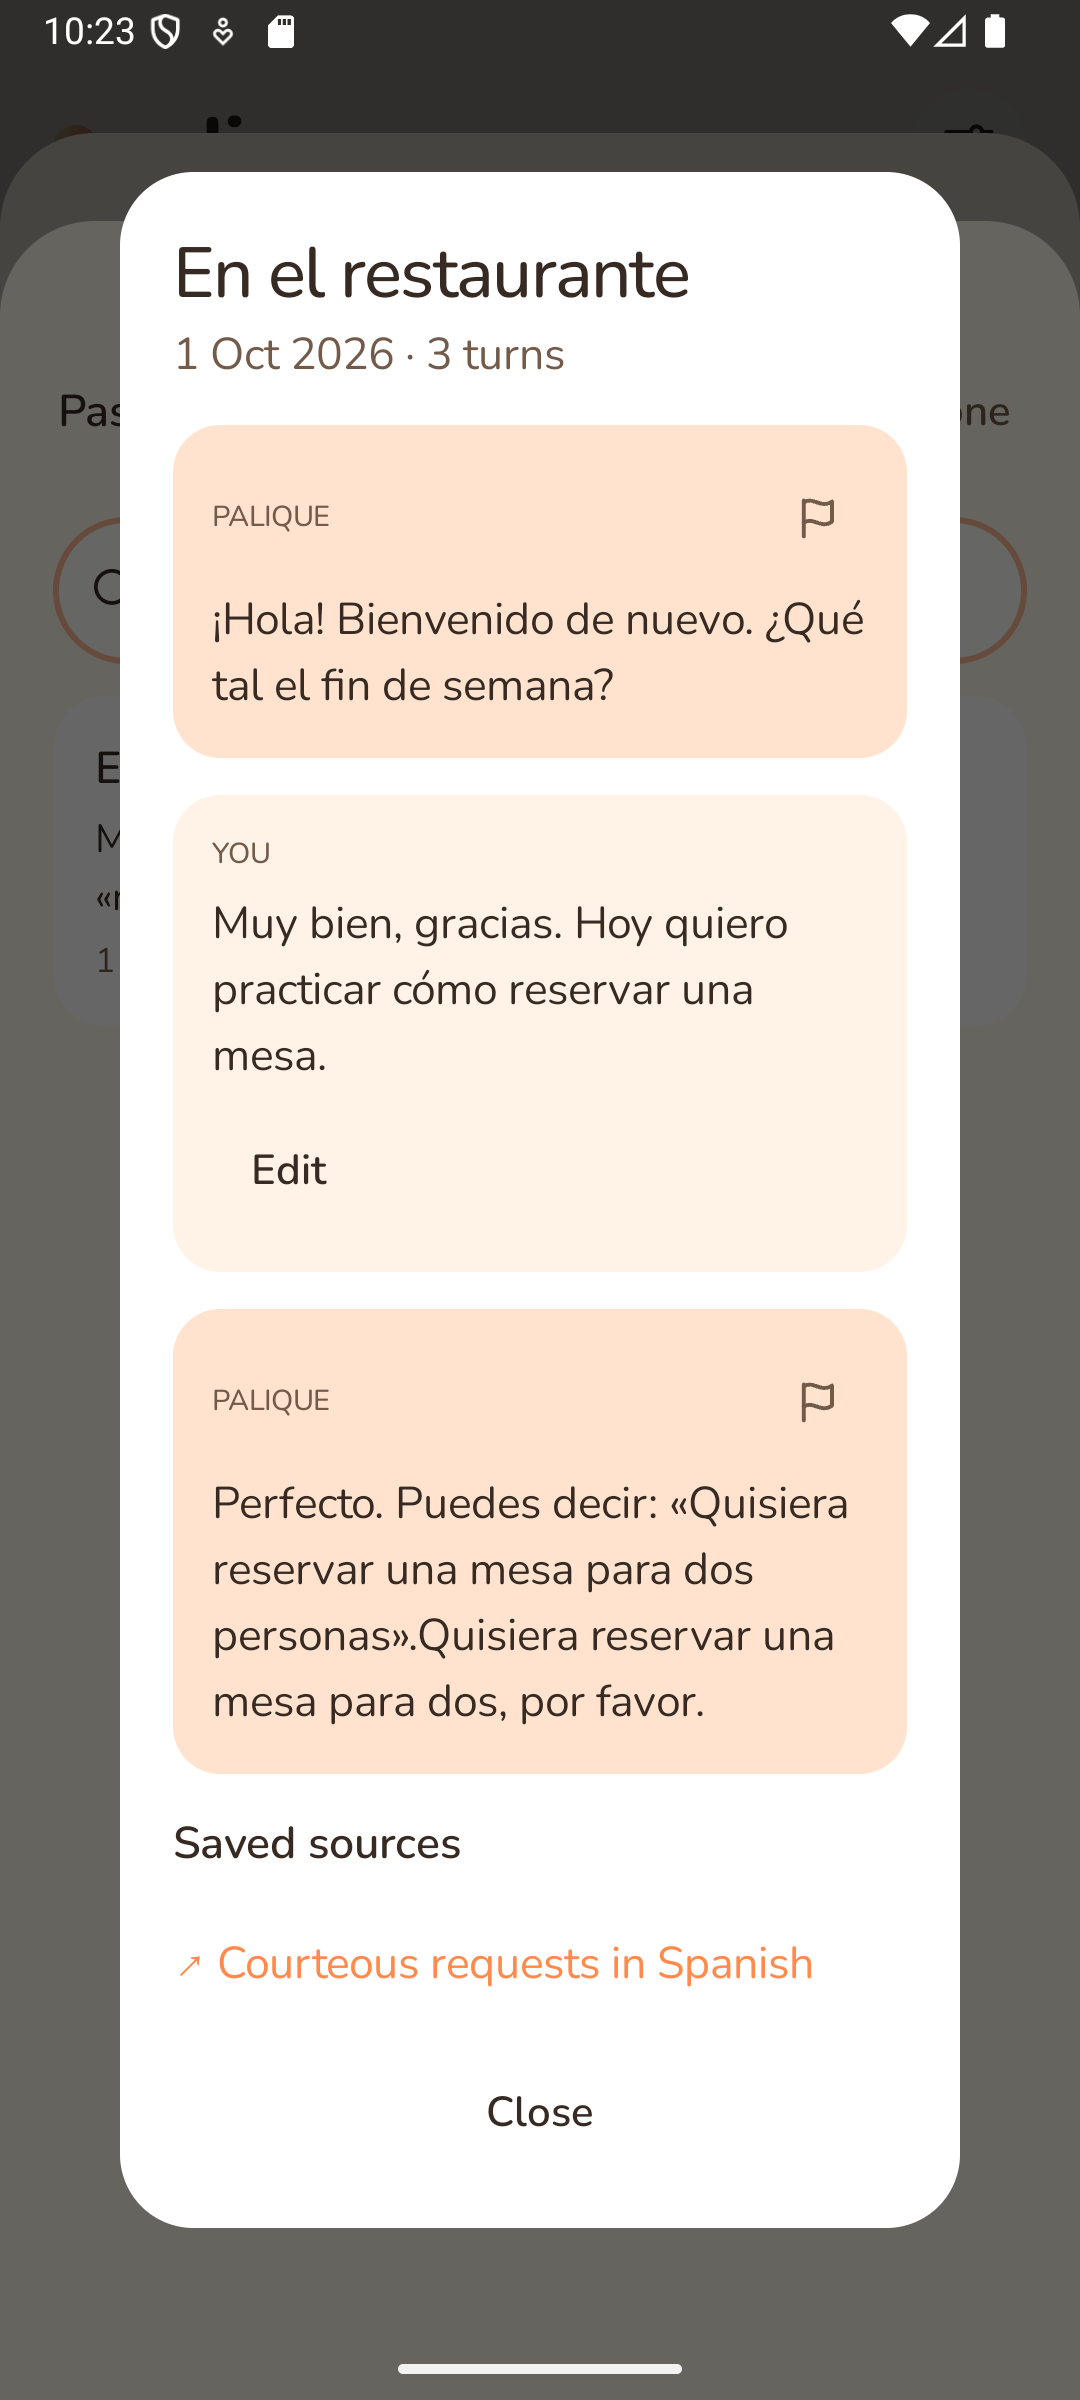 10:23
En el restaurante
1 Oct 2026 · 3 turns
PALIQUE
¡Hola! Bienvenido de nuevo. ¿Qué
tal el fin de semana?
YOU
Muy bien, gracias. Hoy quiero
practicar cómo reservar una
mesa.
Edit
PALIQUE
Perfecto. Puedes decir: «Quisiera
reservar una mesa para dos
personas».Quisiera reservar una
mesa para dos, por favor.
Saved sources
↗ Courteous requests in Spanish
Close